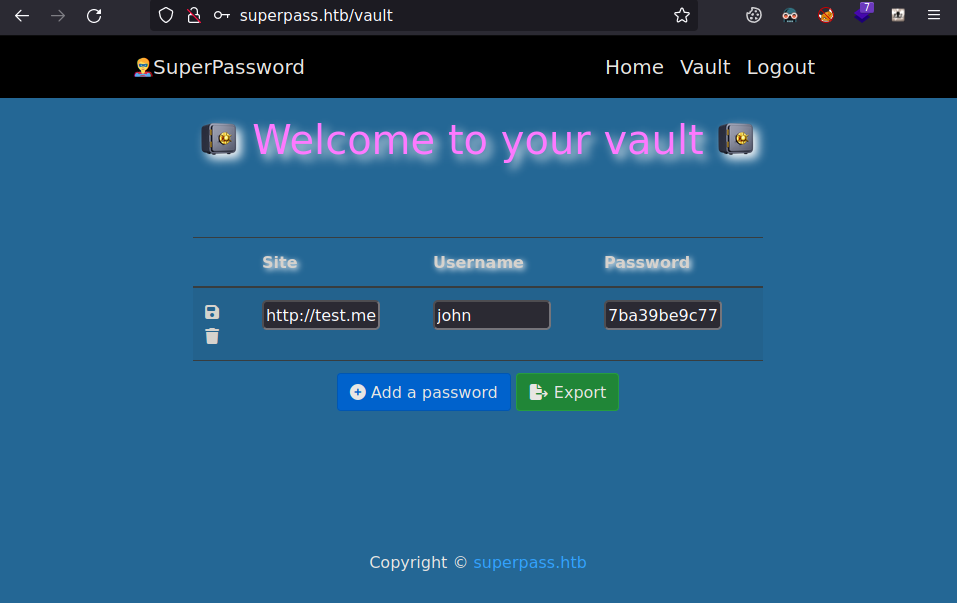 superpass.htb/vault
7
SuperPassword Home Vault Logout
Welcome to your vault
Site Username Password
http://test.me john 7ba39be9c77
Add a password Export
Copyright © superpass.htb